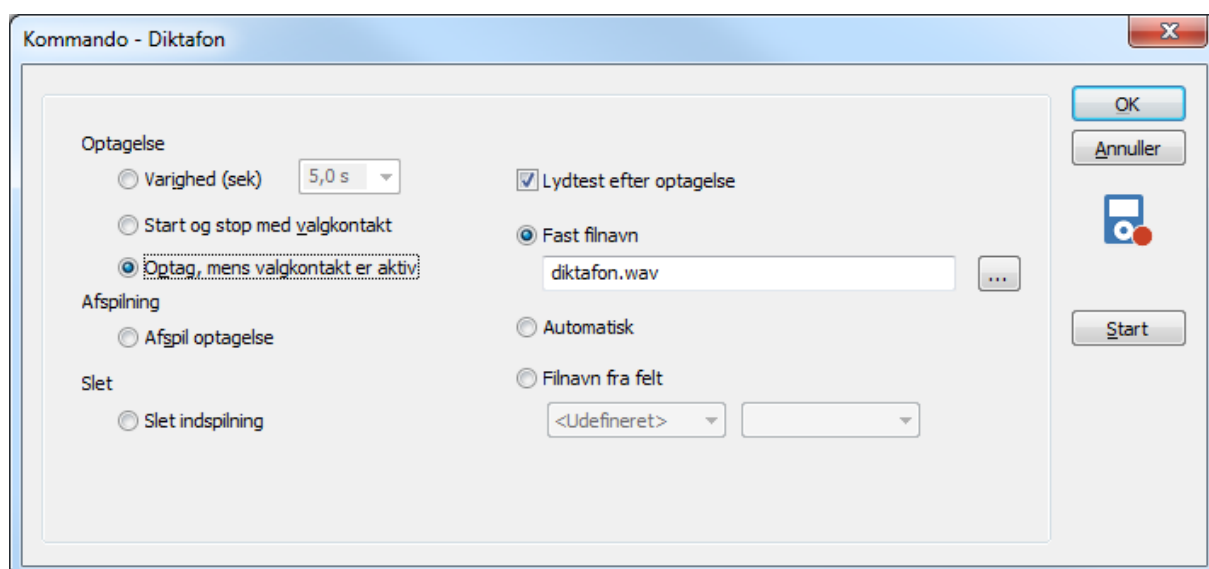 Kommando - Diktafon
OK
Annuller
Start
Optagelse
Varighed (sek)
5,0 s
Start og stop med valgkontakt
Optag, mens valgkontakt er aktiv
Afspilning
Afspil optagelse
Slet
Slet indspilning
Lydtest efter optagelse
Fast filnavn
diktafon.wav
...
Automatisk
Filnavn fra felt
<Udefineret>